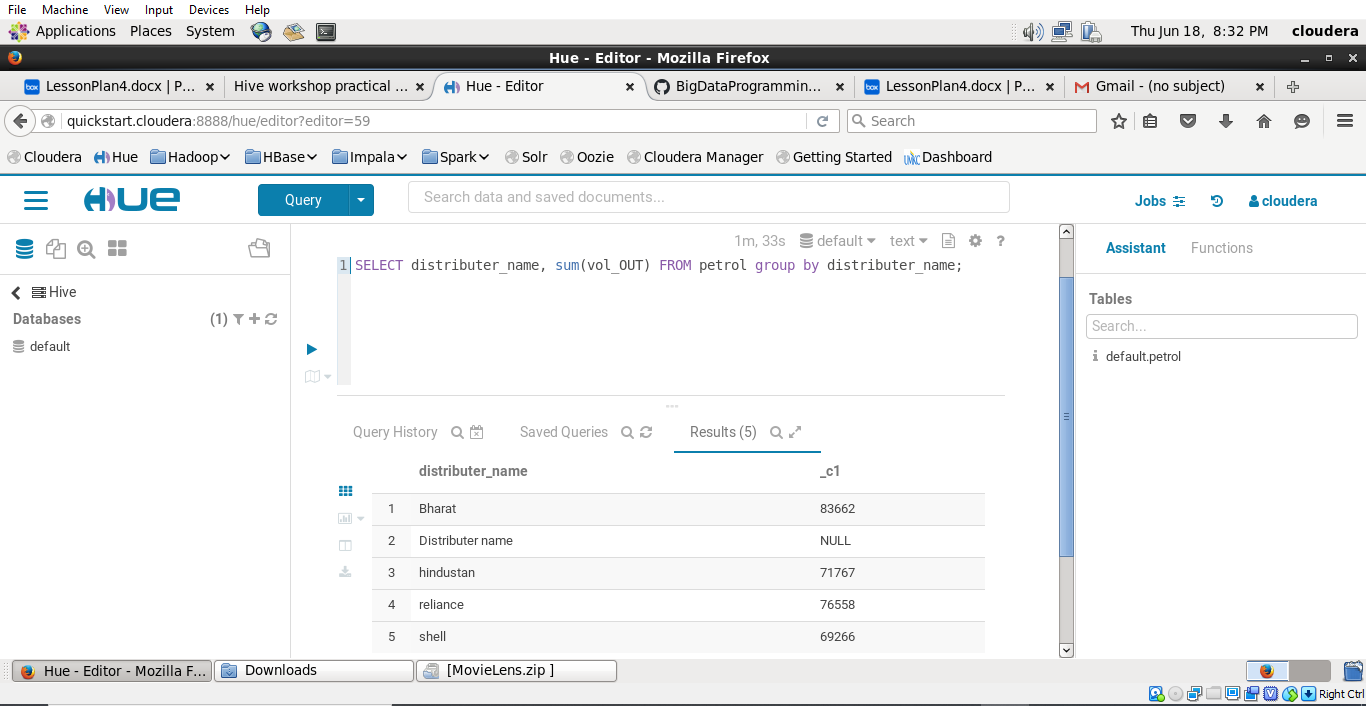 File Machine View Input Devices Help
Applications Places System Thu Jun 18, 8:32 PM cloudera
Hue - Editor - Mozilla Firefox
LessonPlan4.docx | P... Hive workshop practical ... Hue - Editor BigDataProgrammin... LessonPlan4.docx | P... Gmail - (no subject)
quickstart.cloudera:8888/hue/editor?editor=59 Search
Cloudera Hue Hadoop HBase Impala Spark Solr Oozie Cloudera Manager Getting Started Dashboard
HUE Query Search data and saved documents... Jobs cloudera
1m, 33s default text ? Assistant Functions
1 SELECT distributer_name, sum(vol_OUT) FROM petrol group by distributer_name;
Hive
Databases (1)
default
Tables
Search...
default.petrol
Query History Saved Queries Results (5)
distributer_name _c1
1 Bharat 83662
2 Distributer name NULL
3 hindustan 71767
4 reliance 76558
5 shell 69266
Hue - Editor - Mozilla F... Downloads [MovieLens.zip ]
Right Ctrl